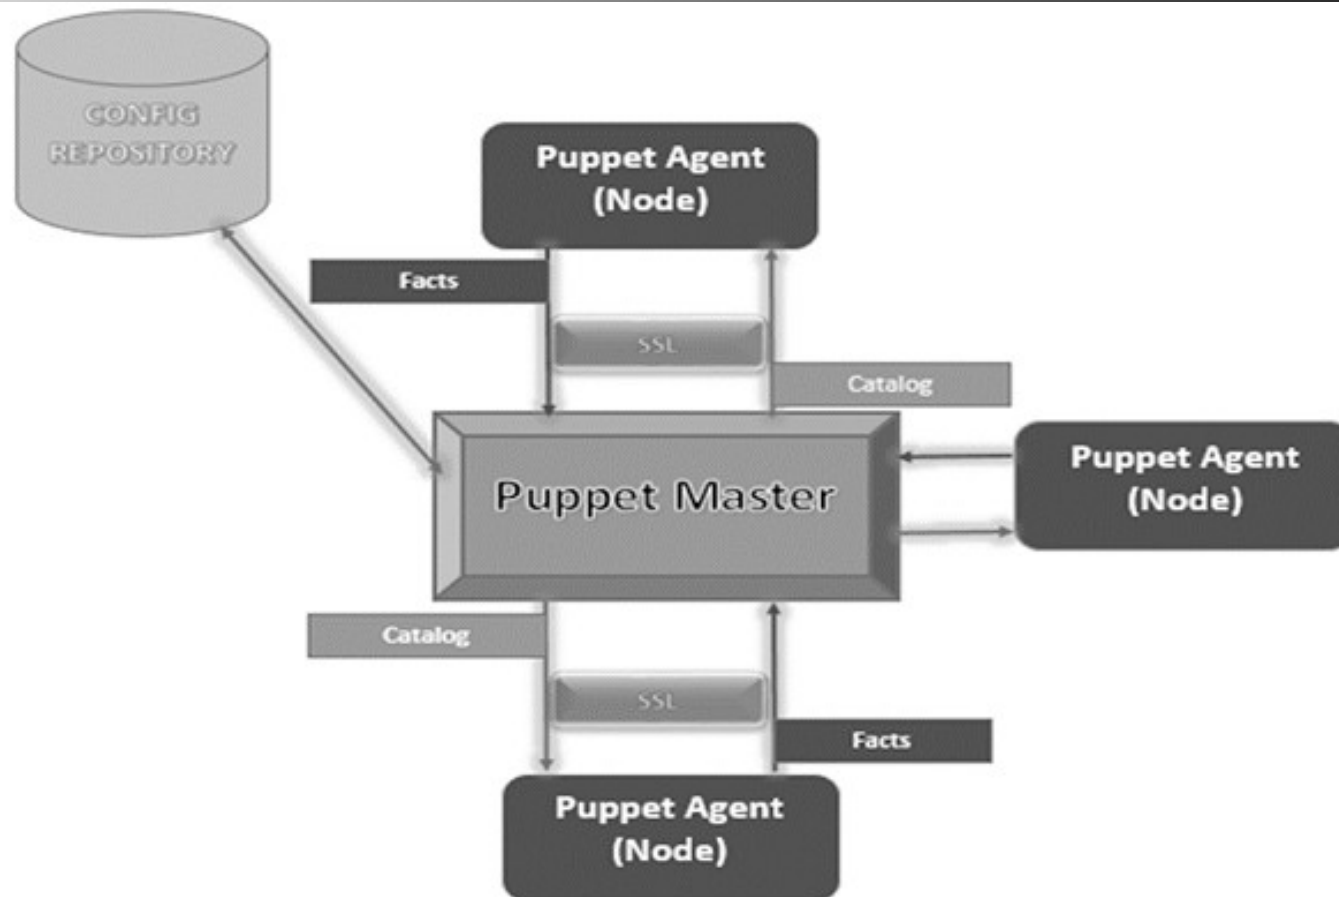 CONFIG
REPOSITORY
Puppet Agent
(Node)
Facts
SSL
Catalog
Puppet Agent
(Node)
Puppet Master
Catalog
SSL
Facts
Puppet Agent
(Node)